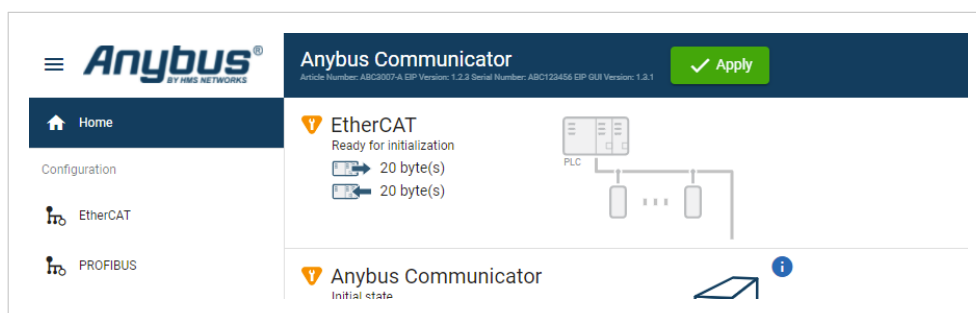 Anybus®
BY HMS NETWORKS
Anybus Communicator
Article Number: ABC3007-A EIP Version: 1.2.3 Serial Number: ABC123456 EIP GUI Version: 1.3.1
Apply
Home
Configuration
EtherCAT
PROFIBUS
EtherCAT
Ready for initialization
20 byte(s)
20 byte(s)
PLC
Anybus Communicator
Initial state